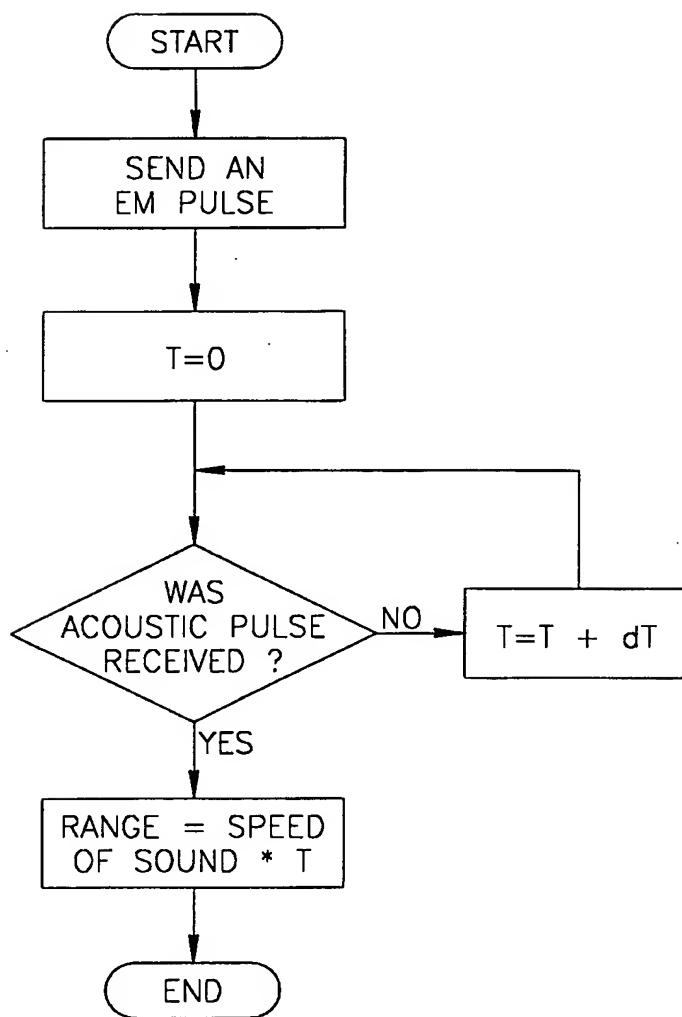 START
SEND AN
EM PULSE
T=0
WAS
ACOUSTIC PULSE
RECEIVED ?
NO
T=T + dT
YES
RANGE = SPEED
OF SOUND * T
END